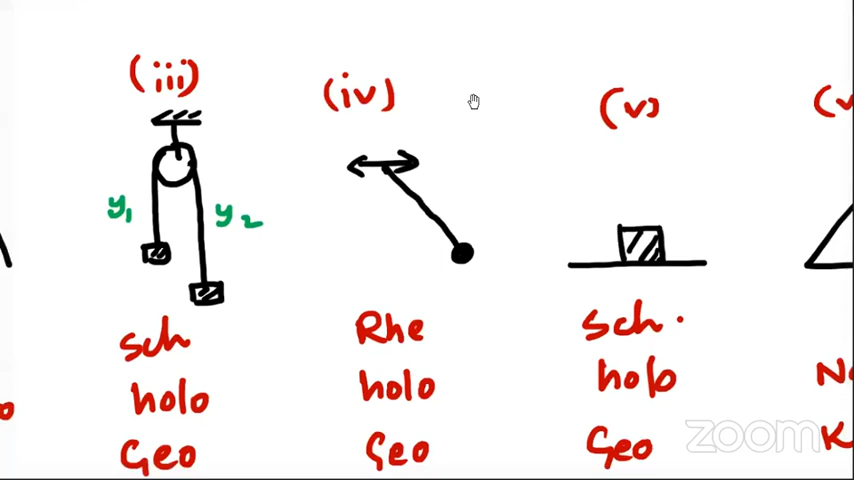 (iii)
(iv)
(v)
y1
y2
Sch
Rhe
Sch.
holo
holo
holo
Geo
Geo
Geo
zoom